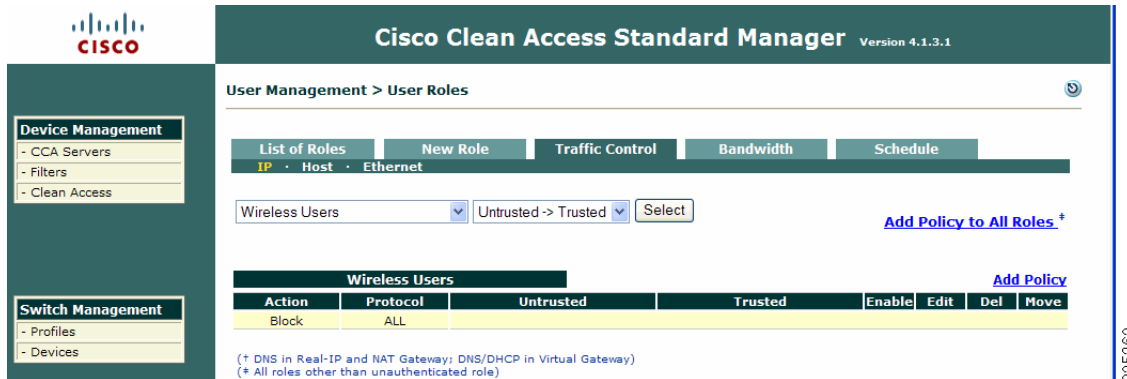 CISCO
Cisco Clean Access Standard Manager Version 4.1.3.1
User Management > User Roles
Device Management
- CCA Servers
- Filters
- Clean Access
List of Roles New Role Traffic Control Bandwidth Schedule
IP · Host · Ethernet
Wireless Users Untrusted -> Trusted Select
Add Policy to All Roles ‡
Wireless Users Add Policy
Action Protocol Untrusted Trusted Enable Edit Del Move
Block ALL
Switch Management
- Profiles
- Devices
(† DNS in Real-IP and NAT Gateway; DNS/DHCP in Virtual Gateway)
(‡ All roles other than unauthenticated role)